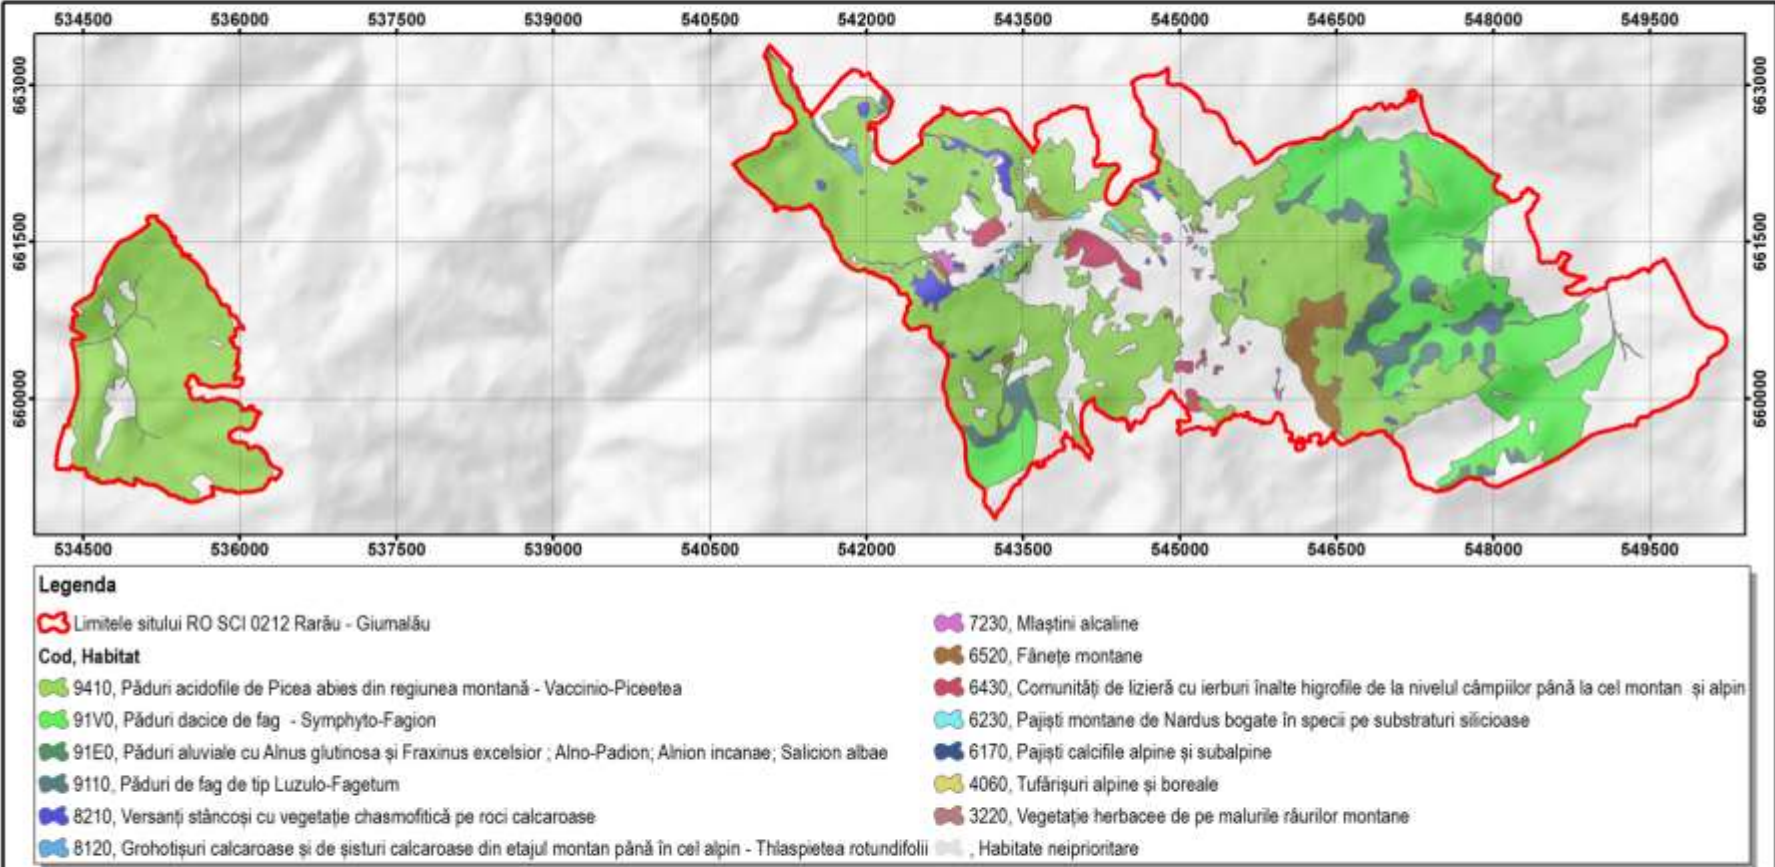 534500 536000 537500 539000 540500 542000 543500 545000 546500 548000 549500
663000 663000
661500 661500
660000 660000
534500 536000 537500 539000 540500 542000 543500 545000 546500 548000 549500
Legenda
Limitele sitului RO SCI 0212 Rarău - Giumalău
Cod, Habitat
9410, Păduri acidofile de Picea abies din regiunea montană - Vaccinio-Piceetea
91V0, Păduri dacice de fag - Symphyto-Fagion
91E0, Păduri aluviale cu Alnus glutinosa și Fraxinus excelsior ; Alno-Padion; Alnion incanae; Salicion albae
9110, Păduri de fag de tip Luzulo-Fagetum
8210, Versanți stâncoși cu vegetație chasmofitică pe roci calcaroase
8120, Grohotișuri calcaroase și de șisturi calcaroase din etajul montan până în cel alpin - Thlaspietea rotundifolii
7230, Mlaștini alcaline
6520, Fânețe montane
6430, Comunități de lizieră cu ierburi înalte higrofile de la nivelul câmpiilor până la cel montan și alpin
6230, Pajiști montane de Nardus bogate în specii pe substraturi silicioase
6170, Pajiști calcifile alpine și subalpine
4060, Tufărișuri alpine și boreale
3220, Vegetație herbacee de pe malurile râurilor montane
, Habitate neiprioritare